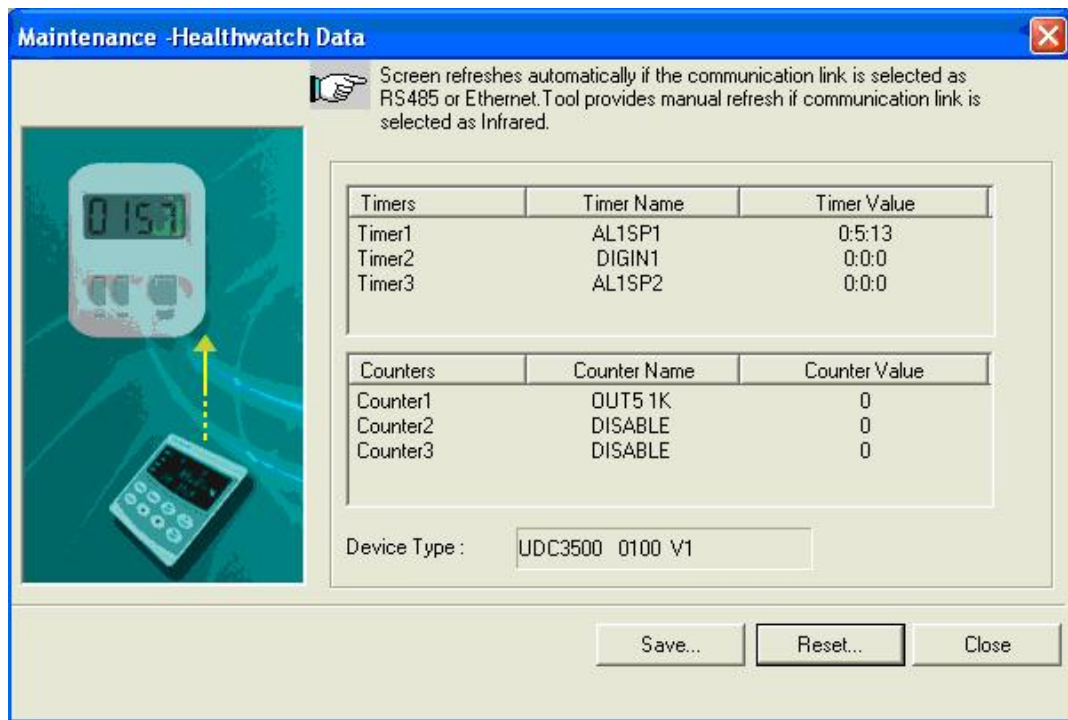 Maintenance -Healthwatch Data
Screen refreshes automatically if the communication link is selected as
RS485 or Ethernet.Tool provides manual refresh if communication link is
selected as Infrared.
0157
Timers Timer Name Timer Value
Timer1 AL1SP1 0:5:13
Timer2 DIGIN1 0:0:0
Timer3 AL1SP2 0:0:0
Counters Counter Name Counter Value
Counter1 OUT5 1K 0
Counter2 DISABLE 0
Counter3 DISABLE 0
Device Type : UDC3500 0100 V1
Save... Reset... Close